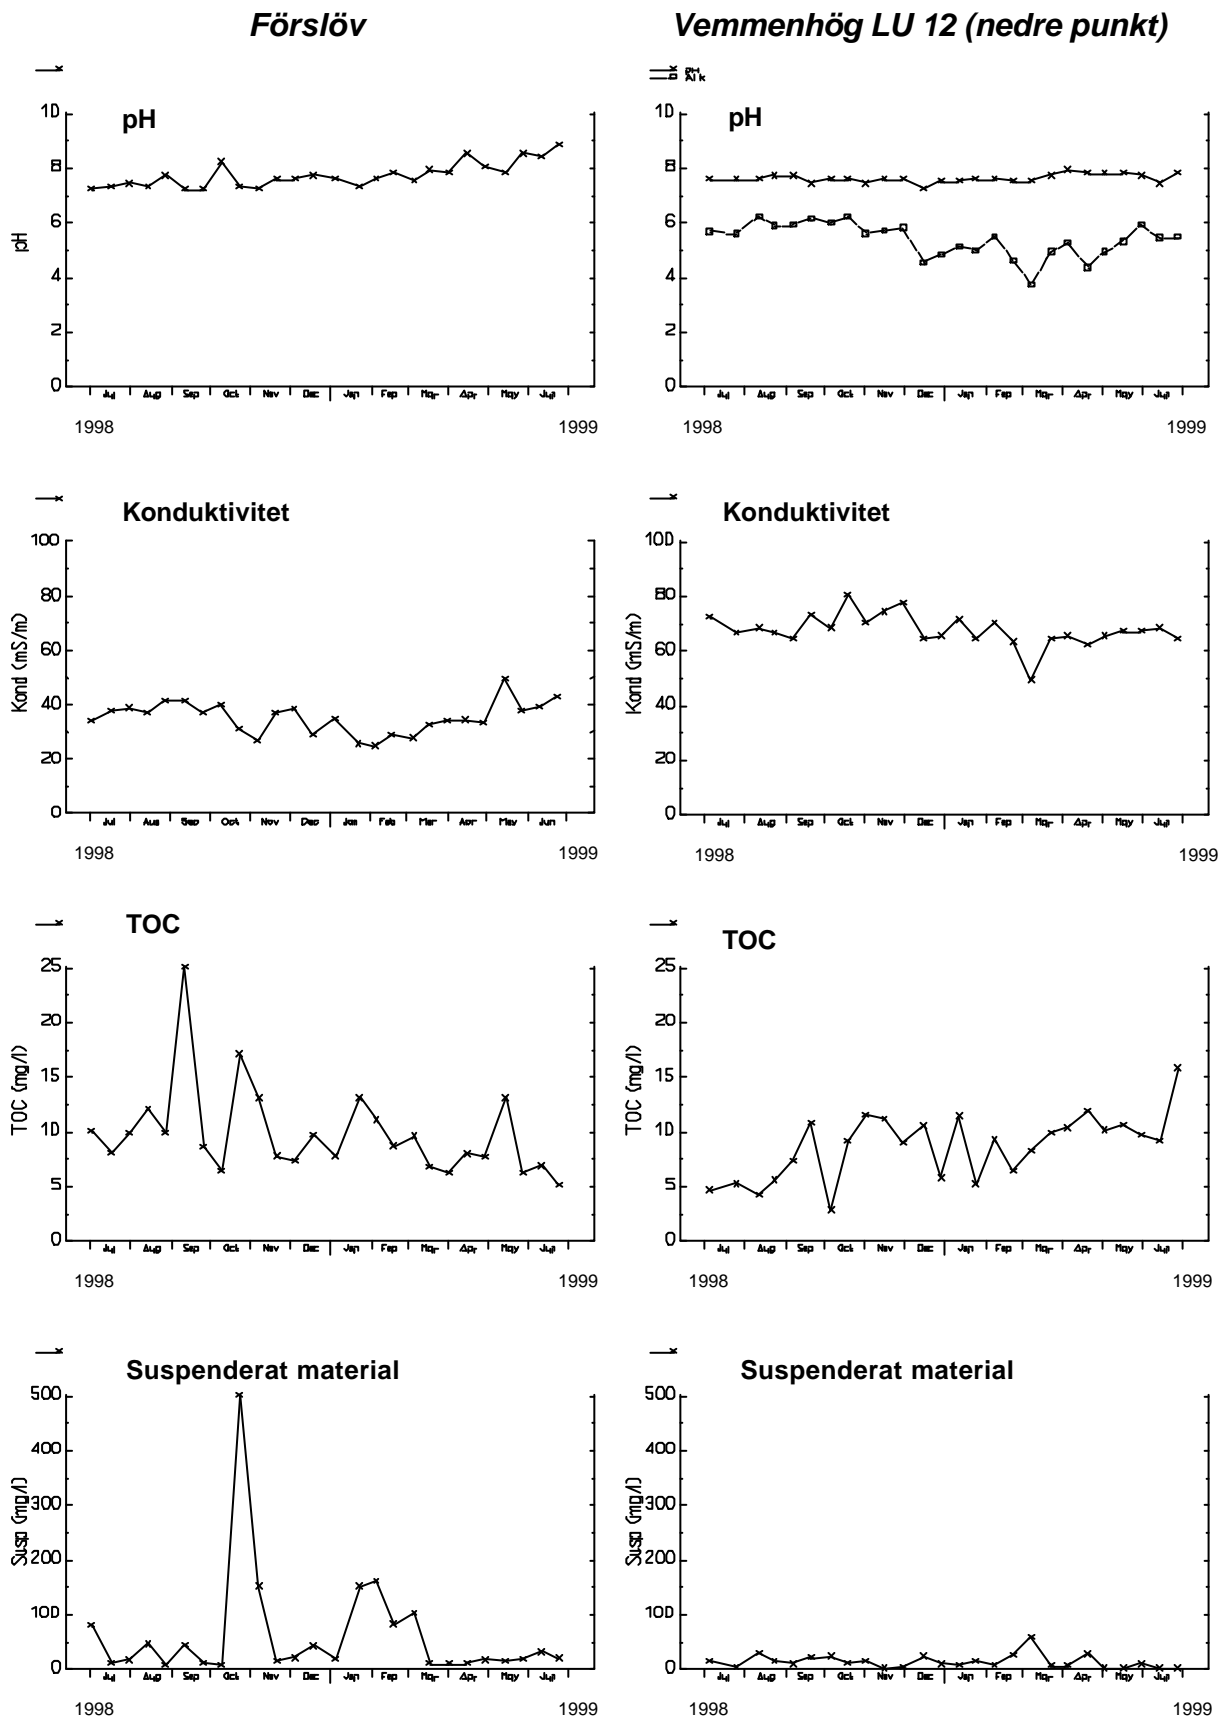 Förslöv
Vemmenhög LU 12 (nedre punkt)
pH
Alk
pH
10
8
6
4
2
0
pH
Jul Aug Sep Oct Nov Dec Jan Feb Mar Apr May Jun
1998 1999
pH
10
8
6
4
2
0
Jul Aug Sep Oct Nov Dec Jan Feb Mar Apr May Jun
1998 1999
Konduktivitet
100
80
60
40
20
0
Kond (mS/m)
Jul Aug Sep Oct Nov Dec Jan Feb Mar Apr May Jun
1998 1999
Konduktivitet
100
80
60
40
20
0
Kond (mS/m)
Jul Aug Sep Oct Nov Dec Jan Feb Mar Apr May Jun
1998 1999
TOC
25
20
15
10
5
0
TOC (mg/l)
Jul Aug Sep Oct Nov Dec Jan Feb Mar Apr May Jun
1998 1999
TOC
25
20
15
10
5
0
TOC (mg/l)
Jul Aug Sep Oct Nov Dec Jan Feb Mar Apr May Jun
1998 1999
Suspenderat material
500
400
300
200
100
0
Susp (mg/l)
Jul Aug Sep Oct Nov Dec Jan Feb Mar Apr May Jun
1998 1999
Suspenderat material
500
400
300
200
100
0
Susp (mg/l)
Jul Aug Sep Oct Nov Dec Jan Feb Mar Apr May Jun
1998 1999